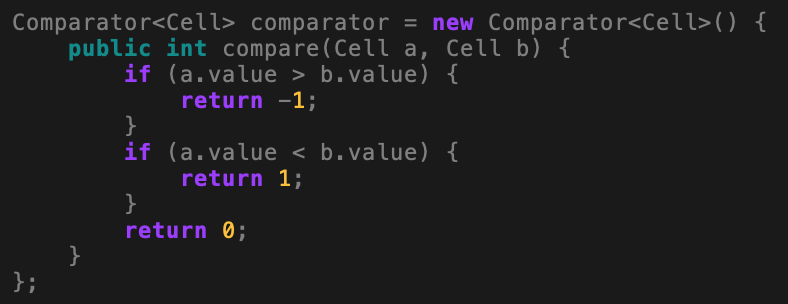 Comparator<Cell> comparator = new Comparator<Cell>() {
    public int compare(Cell a, Cell b) {
        if (a.value > b.value) {
            return -1;
        }
        if (a.value < b.value) {
            return 1;
        }
        return 0;
    }
};